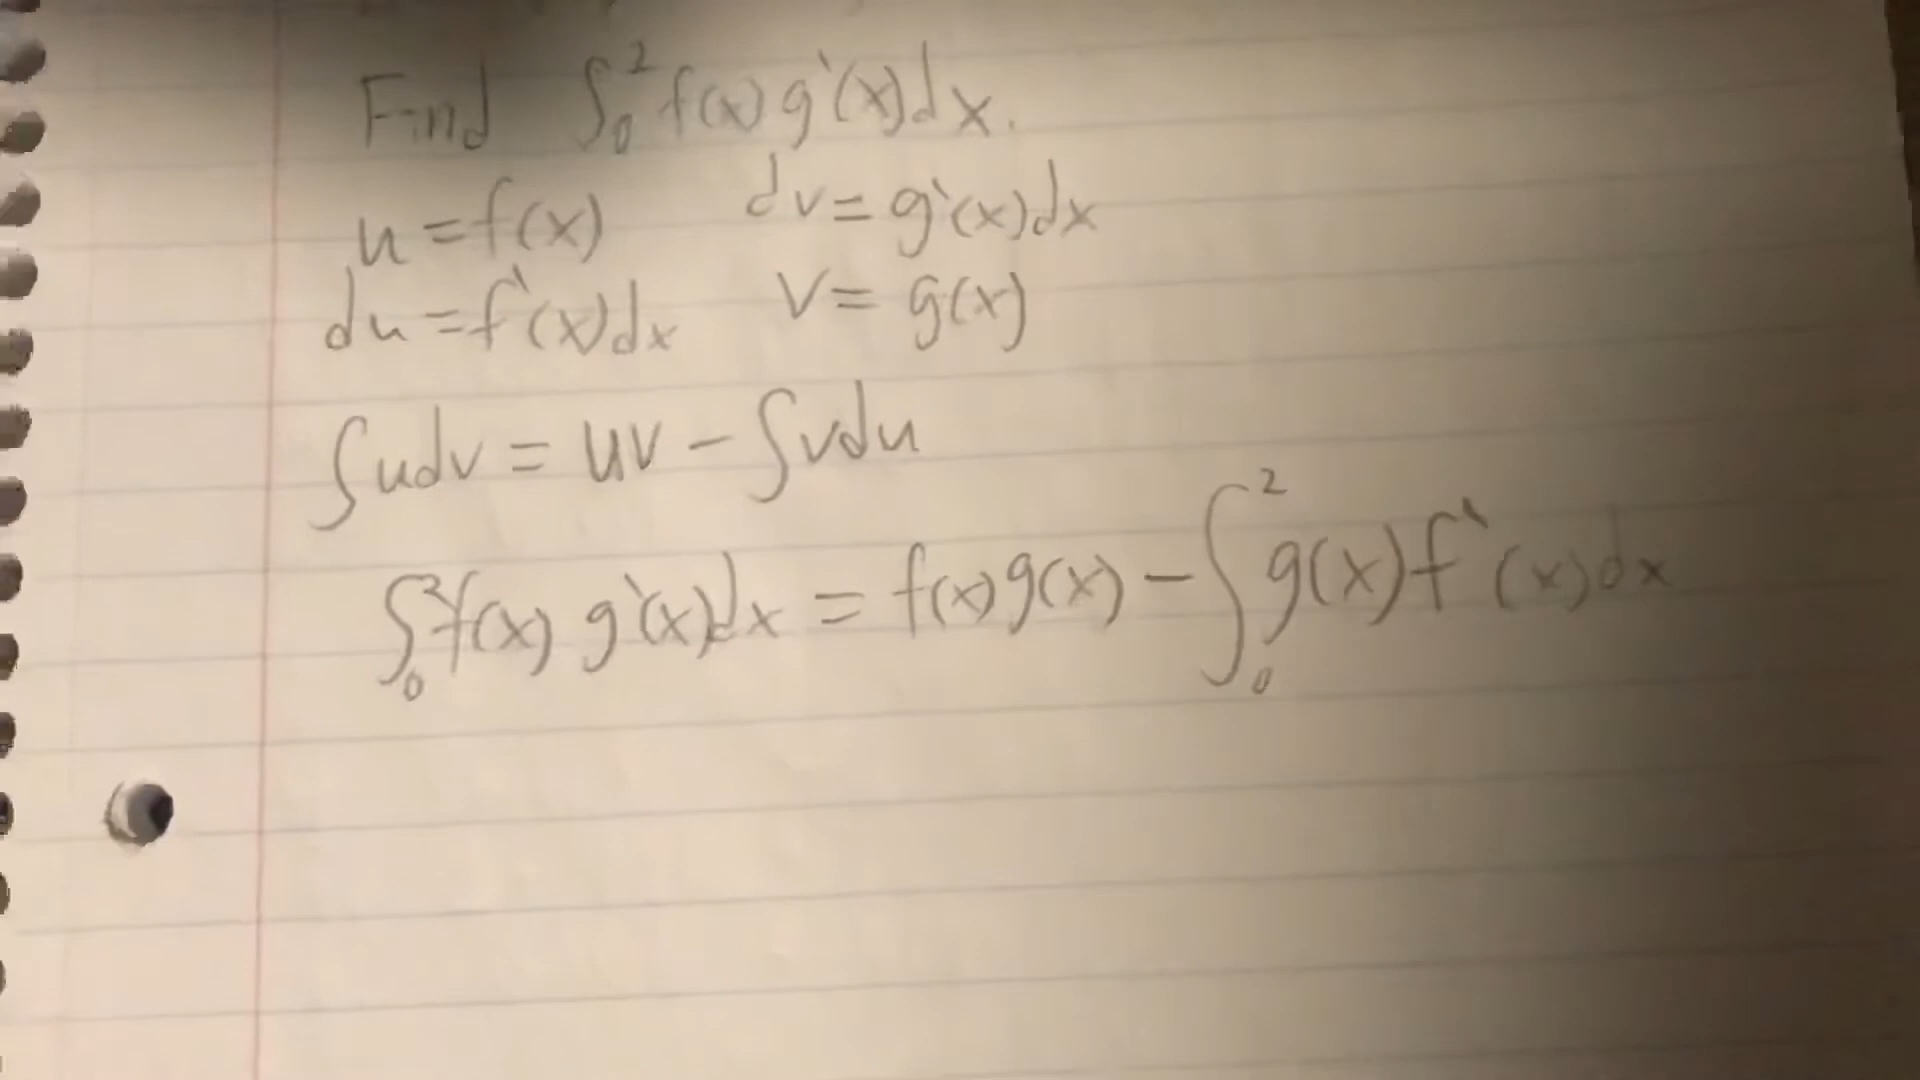 Find ∫₀² f(x) g'(x)dx.
u = f(x) dv = g'(x)dx
du = f'(x)dx v = g(x)
∫udv = uv - ∫vdu
∫₀² f(x) g'(x)dx = f(x)g(x) - ∫₀² g(x)f'(x)dx